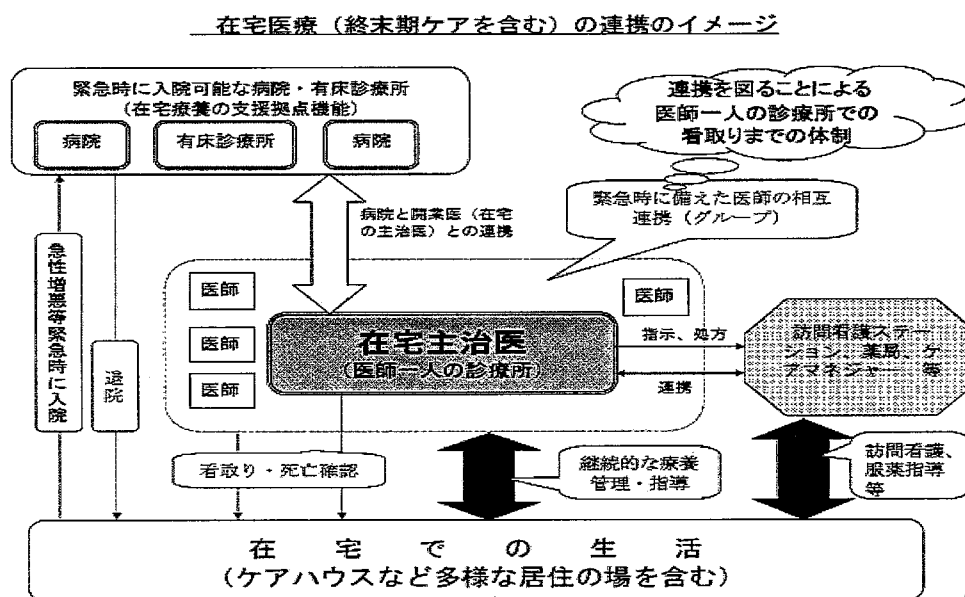 在宅医療（終末期ケアを含む）の連携のイメージ
緊急時に入院可能な病院・有床診療所
(在宅療養の支援拠点機能)
病院
有床診療所
病院
連携を図ることによる
医師一人の診療所での
看取りまでの体制
緊急時に備えた医師の相互
連携（グループ）
病院と開業医（在宅
の主治医）との連携
急性増悪等緊急時に入院
退院
医師
医師
医師
医師
在宅主治医
(医師一人の診療所)
指示、処方
連携
訪問看護ステー
ション、薬局、ケ
アマネジャー 等
看取り・死亡確認
継続的な療養
管理・指導
訪問看護、
服薬指導
等
在宅での生活
(ケアハウスなど多様な居住の場を含む)